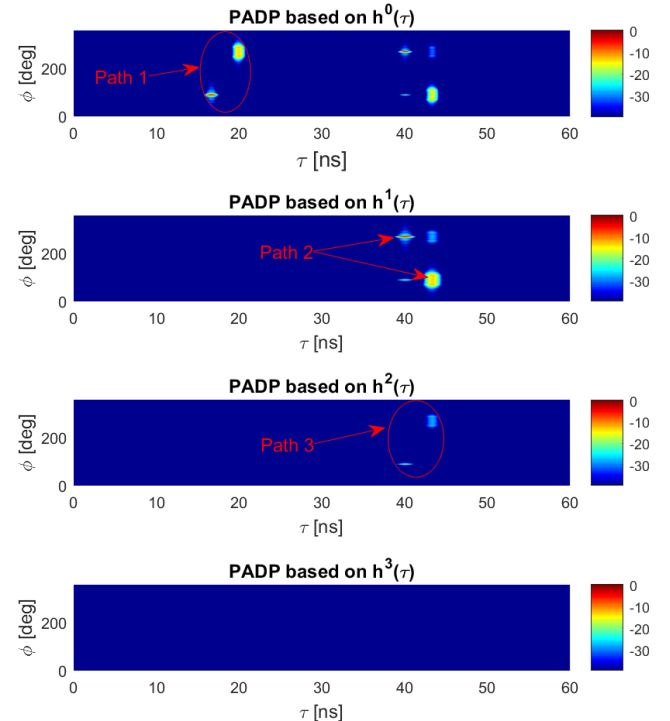 PADP based on h⁰(τ)
ϕ [deg]
200
0
Path 1
0 10 20 30 40 50 60
τ [ns]
0
-10
-20
-30
PADP based on h¹(τ)
ϕ [deg]
200
0
Path 2
0 10 20 30 40 50 60
τ [ns]
0
-10
-20
-30
PADP based on h²(τ)
ϕ [deg]
200
0
Path 3
0 10 20 30 40 50 60
τ [ns]
0
-10
-20
-30
PADP based on h³(τ)
ϕ [deg]
200
0
0 10 20 30 40 50 60
τ [ns]
0
-10
-20
-30